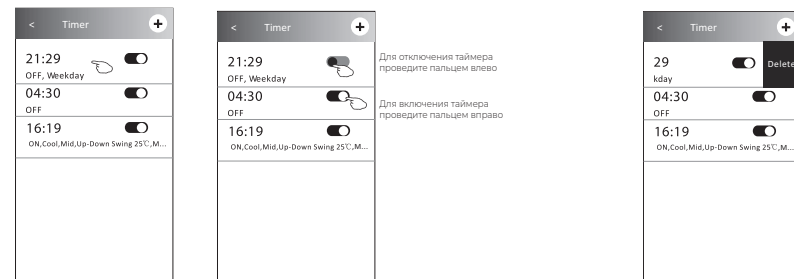 < Timer +
21:29
OFF, Weekday
04:30
OFF
16:19
ON,Cool,Mid,Up-Down Swing 25℃,M...
< Timer +
21:29
OFF, Weekday
04:30
OFF
16:19
ON,Cool,Mid,Up-Down Swing 25℃,M...
Для отключения таймера
проведите пальцем влево
Для включения таймера
проведите пальцем вправо
< Timer +
29
kday
Delete
04:30
OFF
16:19
ON,Cool,Mid,Up-Down Swing 25℃,M...